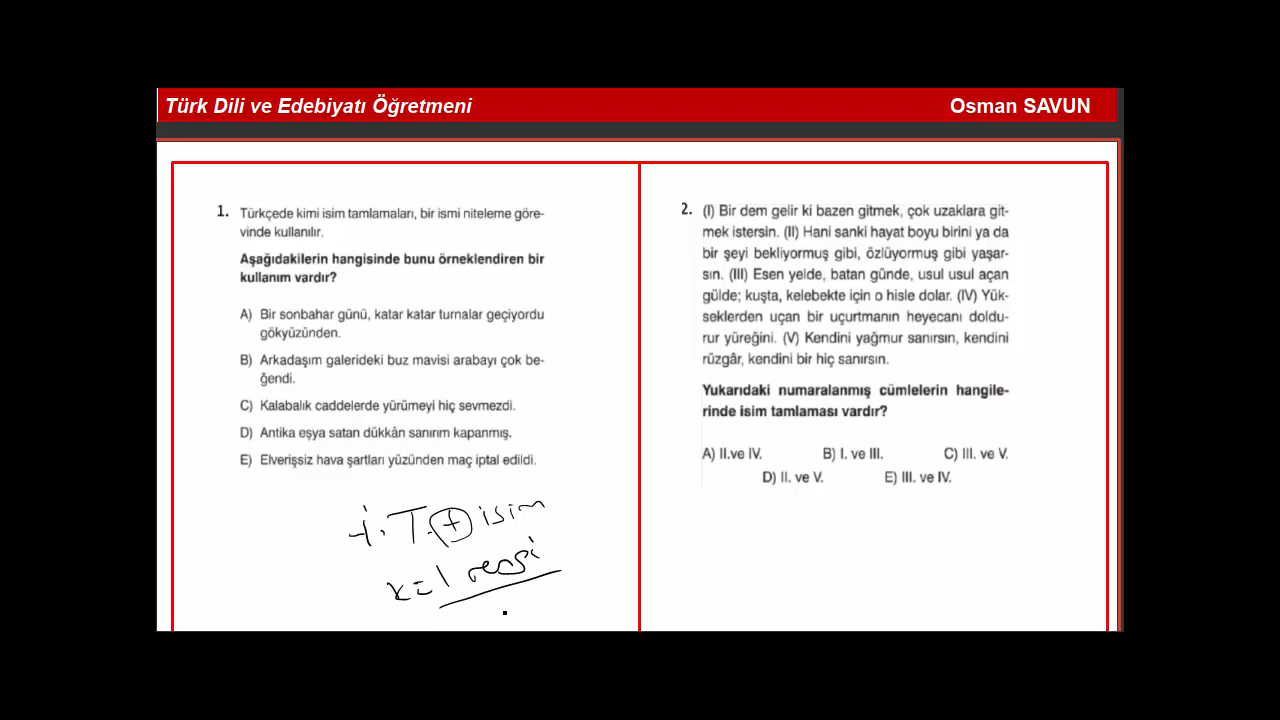 Türk Dili ve Edebiyatı Öğretmeni
Osman SAVUN
1. Türkçede kimi isim tamlamaları, bir ismi niteleme göre-
vinde kullanılır.
Aşağıdakilerin hangisinde bunu örneklendiren bir
kullanım vardır?
A) Bir sonbahar günü, katar katar turnalar geçiyordu
gökyüzünden.
B) Arkadaşım galerideki buz mavisi arabayı çok be-
ğendi.
C) Kalabalık caddelerde yürümeyi hiç sevmezdi.
D) Antika eşya satan dükkân sanırım kapanmış.
E) Elverişsiz hava şartları yüzünden maç iptal edildi.
i. T. + isim
kül rengi
2. (I) Bir dem gelir ki bazen gitmek, çok uzaklara git-
mek istersin. (II) Hani sanki hayat boyu birini ya da
bir şeyi bekliyormuş gibi, özlüyormuş gibi yaşar-
sın. (III) Esen yelde, batan günde, usul usul açan
gülde; kuşta, kelebekte için o hisle dolar. (IV) Yük-
seklerden uçan bir uçurtmanın heyecanı doldu-
rur yüreğini. (V) Kendini yağmur sanırsın, kendini
rüzgâr, kendini bir hiç sanırsın.
Yukarıdaki numaralanmış cümlelerin hangile-
rinde isim tamlaması vardır?
A) II.ve IV. B) I. ve III. C) III. ve V.
D) II. ve V. E) III. ve IV.